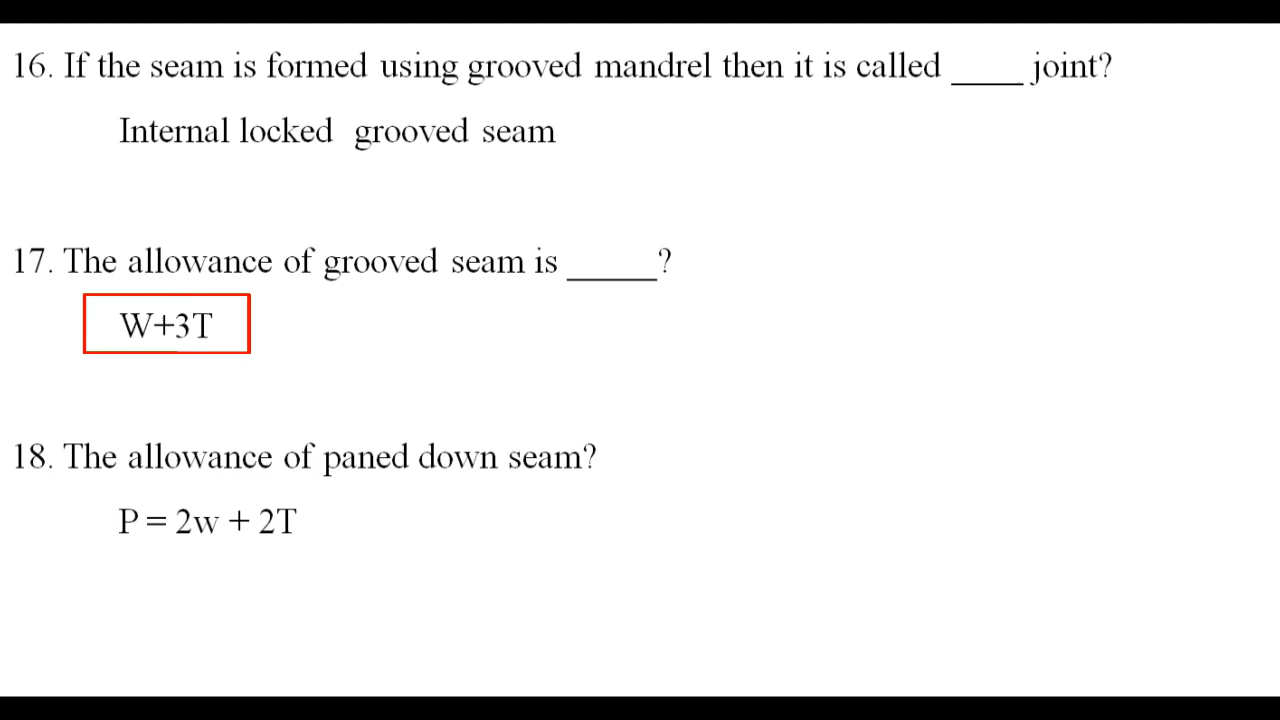 16. If the seam is formed using grooved mandrel then it is called ____ joint?
Internal locked grooved seam
17. The allowance of grooved seam is _____?
W+3T
18. The allowance of paned down seam?
P = 2w + 2T